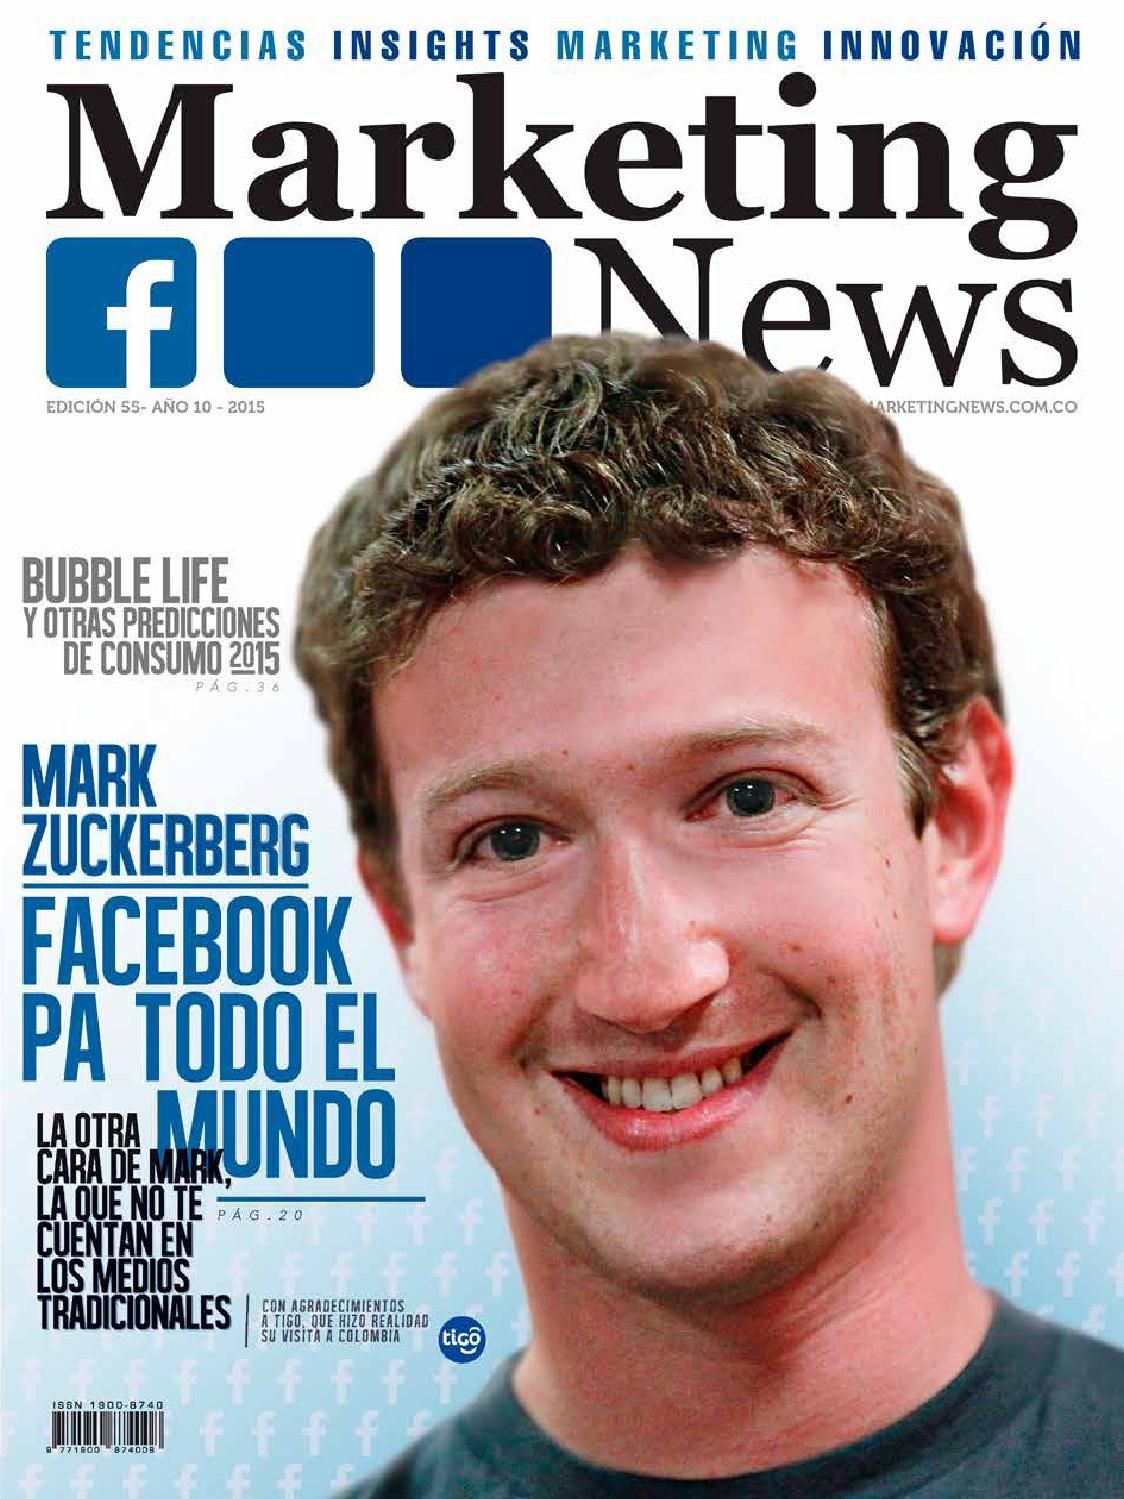 TENDENCIAS INSIGHTS MARKETING INNOVACIÓN
Marketing
f News
EDICIÓN 55- AÑO 10 - 2015
ARKETINGNEWS.COM.CO
BUBBLE LIFE
Y OTRAS PREDICCIONES
DE CONSUMO 2015
PÁG.36
MARK
ZUCKERBERG
FACEBOOK
PA TODO EL
MUNDO
PÁG.20
LA OTRA
CARA DE MARK,
LA QUE NO TE
CUENTAN EN
LOS MEDIOS
TRADICIONALES
CON AGRADECIMIENTOS
A TIGO, QUE HIZO REALIDAD
SU VISITA A COLOMBIA
tigo
ISSN 1900-8740
9 771900 874008